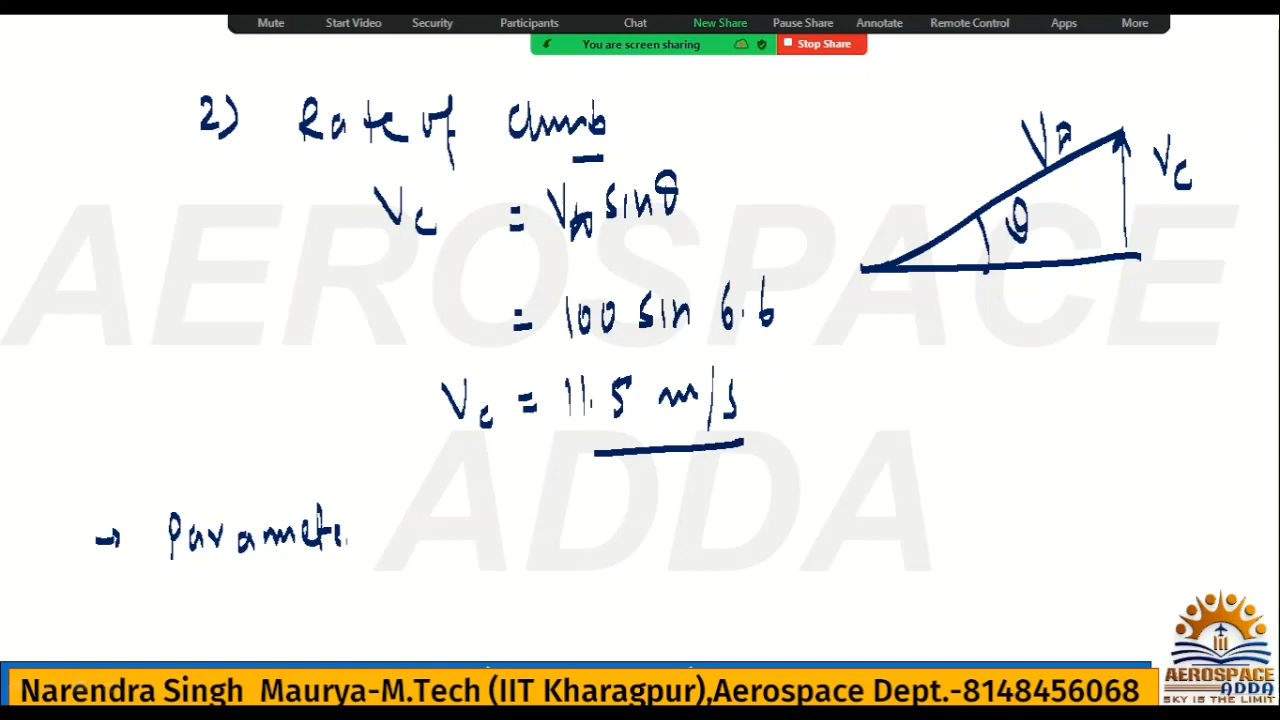 Mute Start Video Security Participants Chat New Share Pause Share Annotate Remote Control Apps More
You are screen sharing Stop Share
2) Rate of climb
Vc = V∞ sinθ
= 100 sin 6.6
Vc = 11.5 m/s
V∞
Vc
θ
→ Paramete
AEROSPACE
ADDA
AEROSPACE
ADDA
SKY IS THE LIMIT
Narendra Singh Maurya-M.Tech (IIT Kharagpur),Aerospace Dept.-8148456068